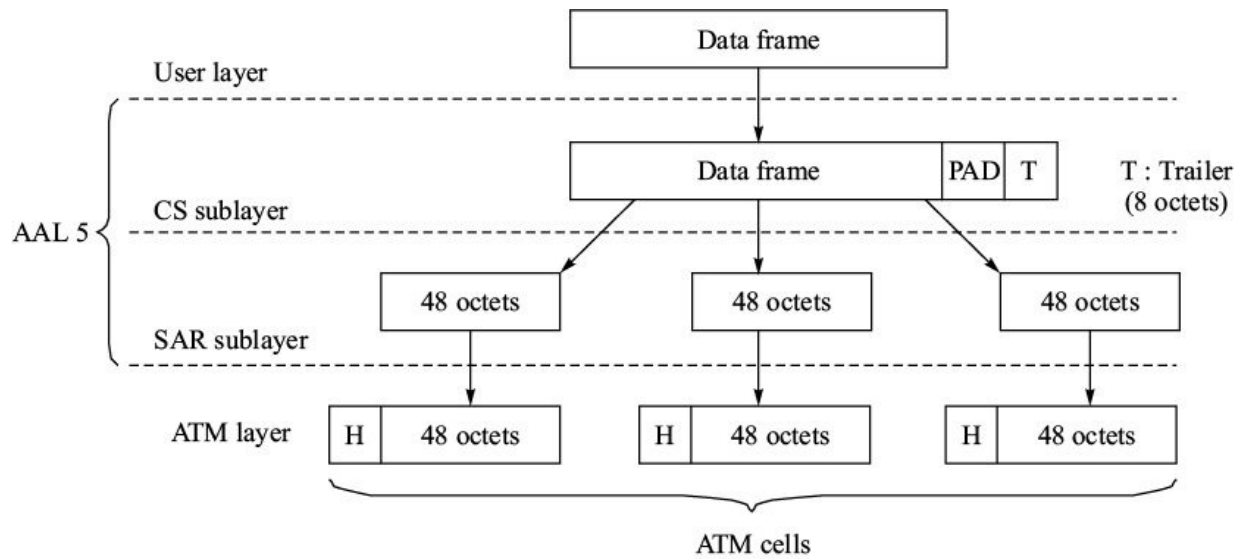 Data frame
User layer
Data frame
PAD
T
T : Trailer
(8 octets)
CS sublayer
AAL 5
48 octets
48 octets
48 octets
SAR sublayer
ATM layer
H
48 octets
H
48 octets
H
48 octets
ATM cells